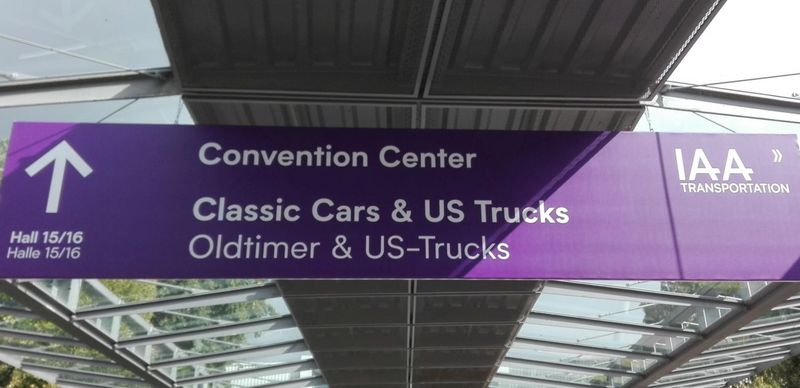 Hall 15/16
Halle 15/16
Convention Center
Classic Cars & US Trucks
Oldtimer & US-Trucks
IAA »
TRANSPORTATION